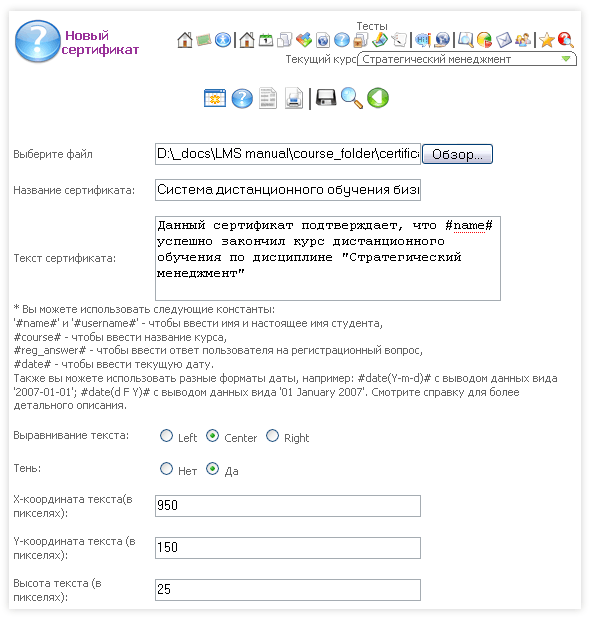 Новый
сертификат
Тесты
Текущий курс Стратегический менеджмент
Выберите файл D:\_docs\LMS manual\course_folder\certifica Обзор...
Название сертификата: Система дистанционного обучения бизн
Текст сертификата:
Данный сертификат подтверждает, что #name#
успешно закончил курс дистанционного
обучения по дисциплине "Стратегический
менеджмент"
* Вы можете использовать следующие константы:
'#name#' и '#username#' - чтобы ввести имя и настоящее имя студента,
#course# - чтобы ввести название курса,
#reg_answer# - чтобы ввести ответ пользователя на регистрационный вопрос,
#date# - чтобы ввести текущую дату.
Также вы можете использовать разные форматы даты, например: #date(Y-m-d)# с выводом данных вида
'2007-01-01'; #date(d F Y)# с выводом данных вида '01 January 2007'. Смотрите справку для более
детального описания.
Выравнивание текста: Left Center Right
Тень: Нет Да
X-координата текста(в
пикселях): 950
Y-координата текста (в
пикселях): 150
Высота текста (в
пикселях): 25